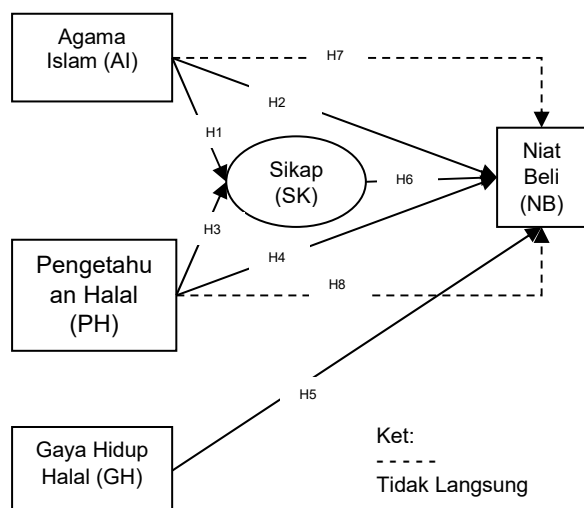 Agama
Islam (AI)
H7
H2
H1
Sikap
(SK)
H6
Niat
Beli
(NB)
H3
Pengetahu
an Halal
(PH)
H4
H8
H5
Gaya Hidup
Halal (GH)
Ket:
- - - - -
Tidak Langsung